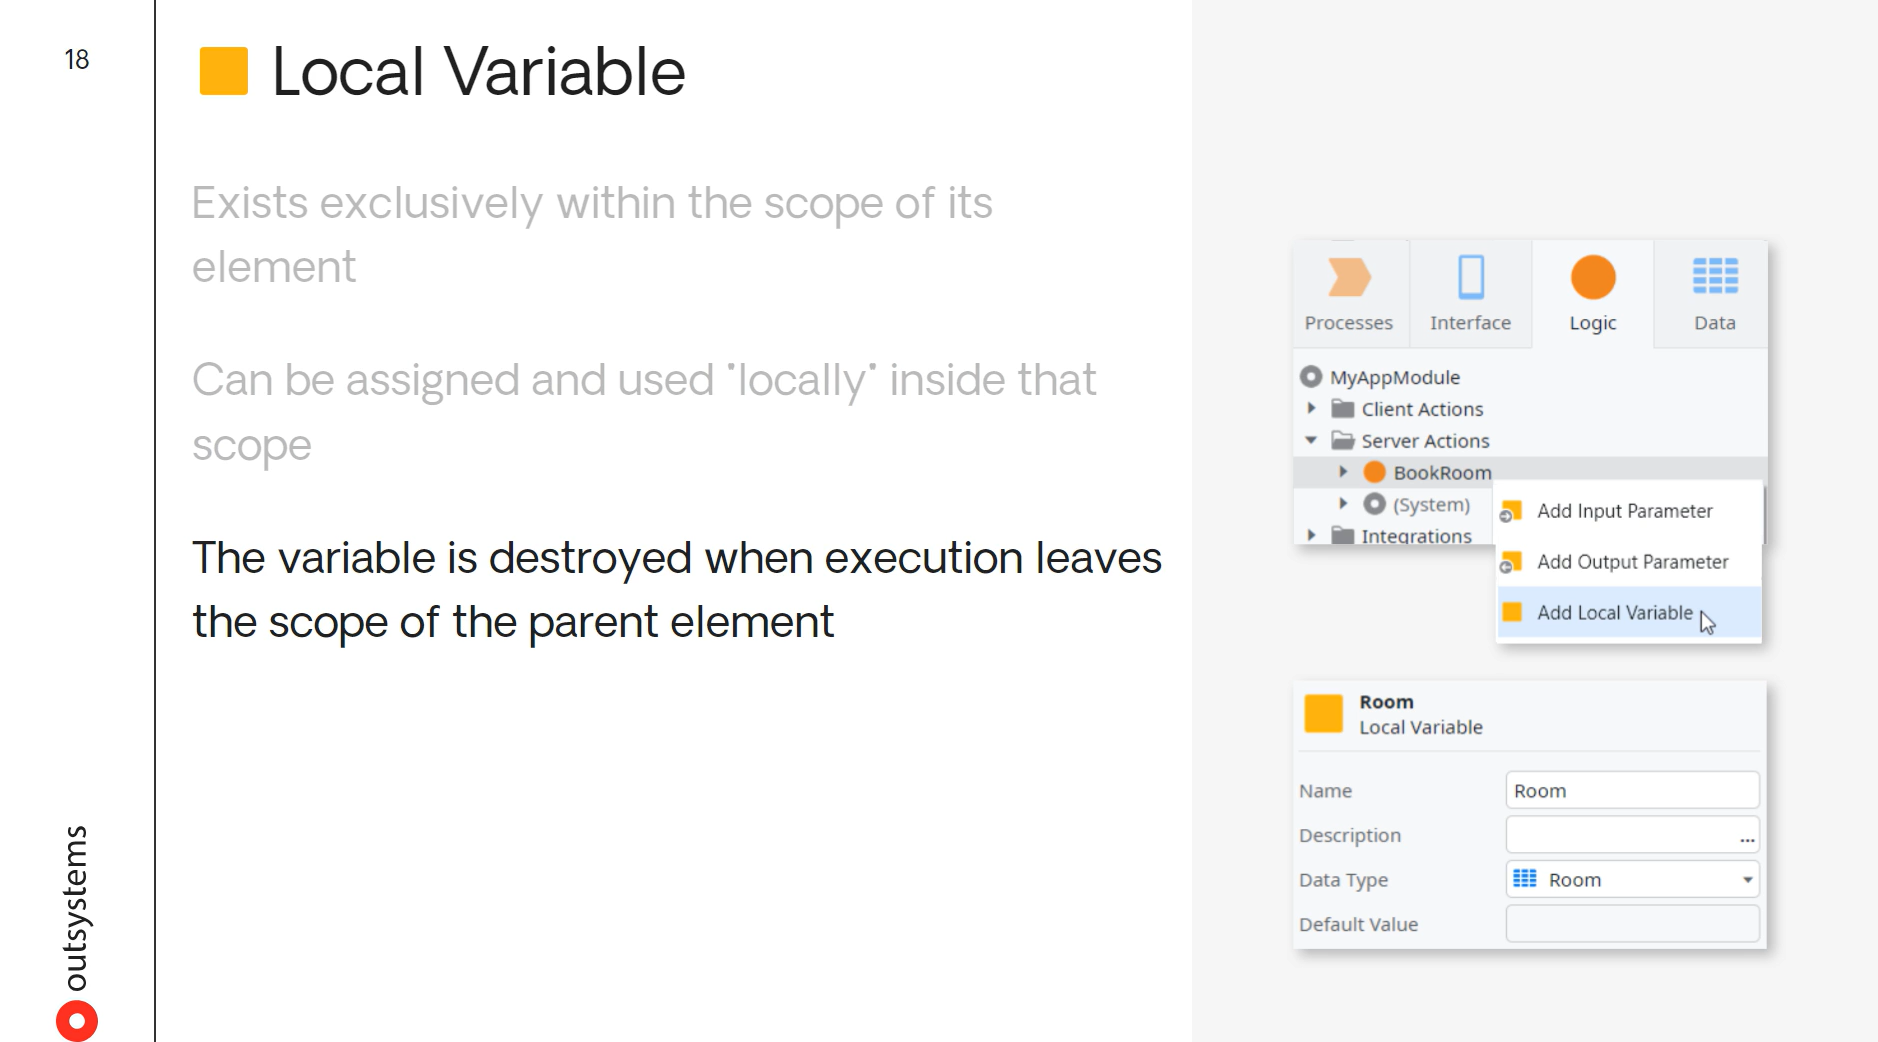 18
Local Variable
Exists exclusively within the scope of its
element
Can be assigned and used "locally" inside that
scope
The variable is destroyed when execution leaves
the scope of the parent element
outsystems
Processes Interface Logic Data
MyAppModule
Client Actions
Server Actions
BookRoom
(System)
Integrations
Add Input Parameter
Add Output Parameter
Add Local Variable
Room
Local Variable
Name Room
Description ...
Data Type Room
Default Value